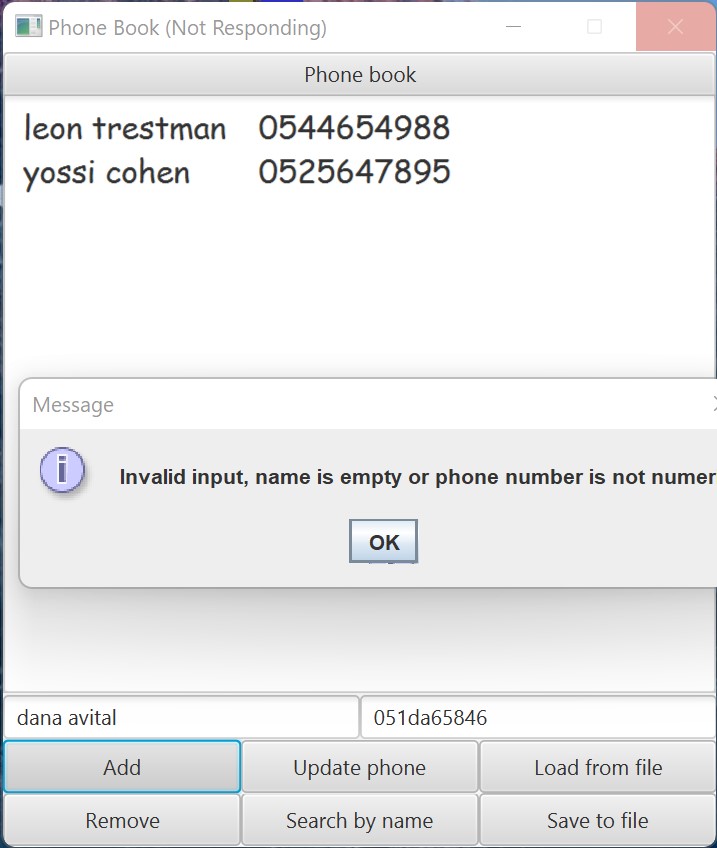 Phone Book (Not Responding)
Phone book
leon trestman 0544654988
yossi cohen 0525647895
Message
Invalid input, name is empty or phone number is not numer
OK
dana avital 051da65846
Add Update phone Load from file
Remove Search by name Save to file